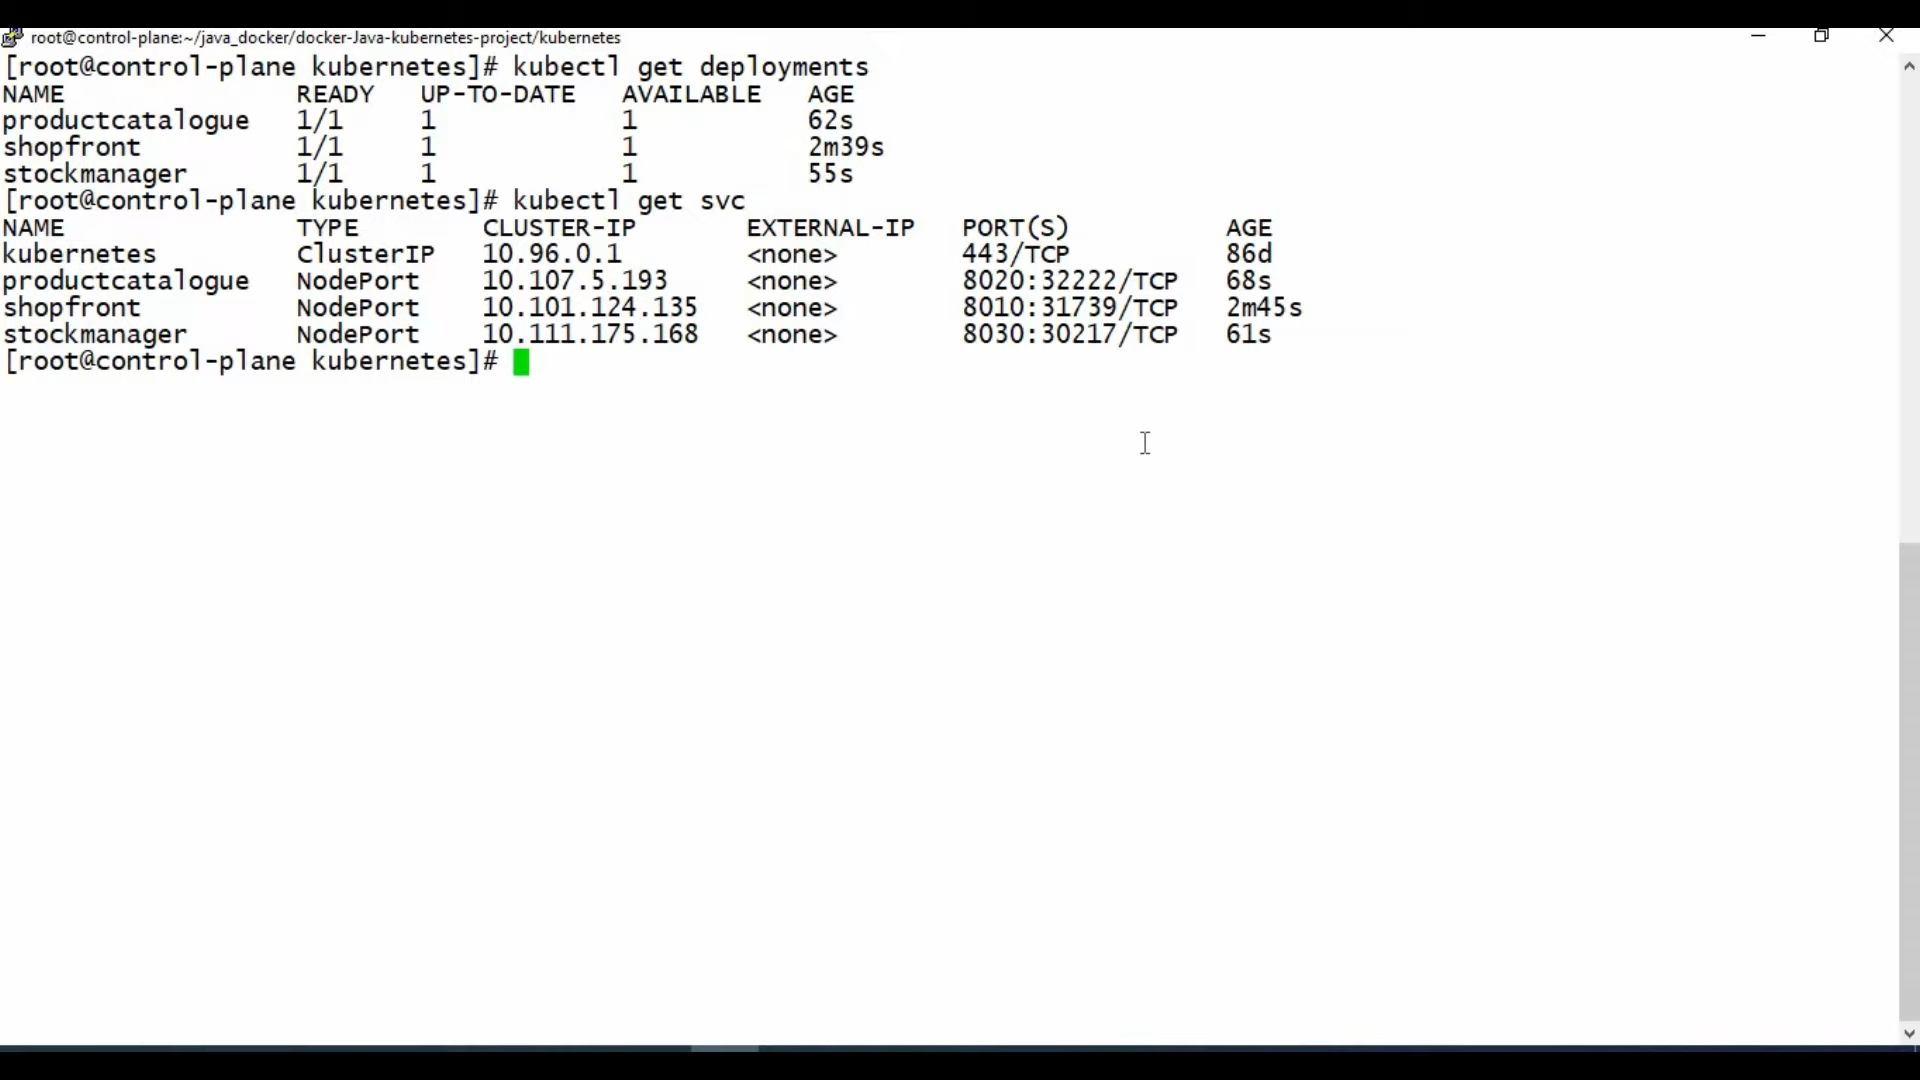 root@control-plane:~/java_docker/docker-Java-kubernetes-project/kubernetes
[root@control-plane kubernetes]# kubectl get deployments
NAME READY UP-TO-DATE AVAILABLE AGE
productcatalogue 1/1 1 1 62s
shopfront 1/1 1 1 2m39s
stockmanager 1/1 1 1 55s
[root@control-plane kubernetes]# kubectl get svc
NAME TYPE CLUSTER-IP EXTERNAL-IP PORT(S) AGE
kubernetes ClusterIP 10.96.0.1 <none> 443/TCP 86d
productcatalogue NodePort 10.107.5.193 <none> 8020:32222/TCP 68s
shopfront NodePort 10.101.124.135 <none> 8010:31739/TCP 2m45s
stockmanager NodePort 10.111.175.168 <none> 8030:30217/TCP 61s
[root@control-plane kubernetes]#